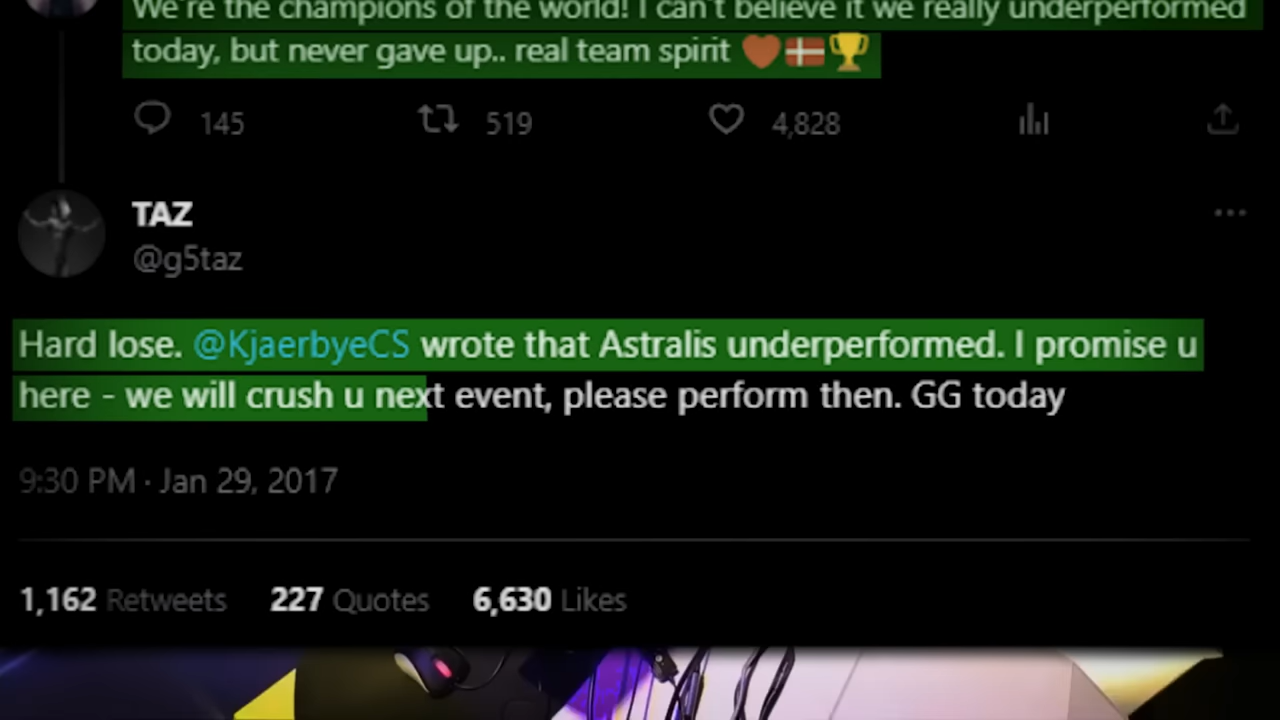 We're the champions of the world! I can't believe it we really underperformed
today, but never gave up.. real team spirit ❤️🇩🇰🏆
145 519 4,828
TAZ
@g5taz
Hard lose. @KjaerbyeCS wrote that Astralis underperformed. I promise u
here - we will crush u next event, please perform then. GG today
9:30 PM · Jan 29, 2017
1,162 Retweets 227 Quotes 6,630 Likes